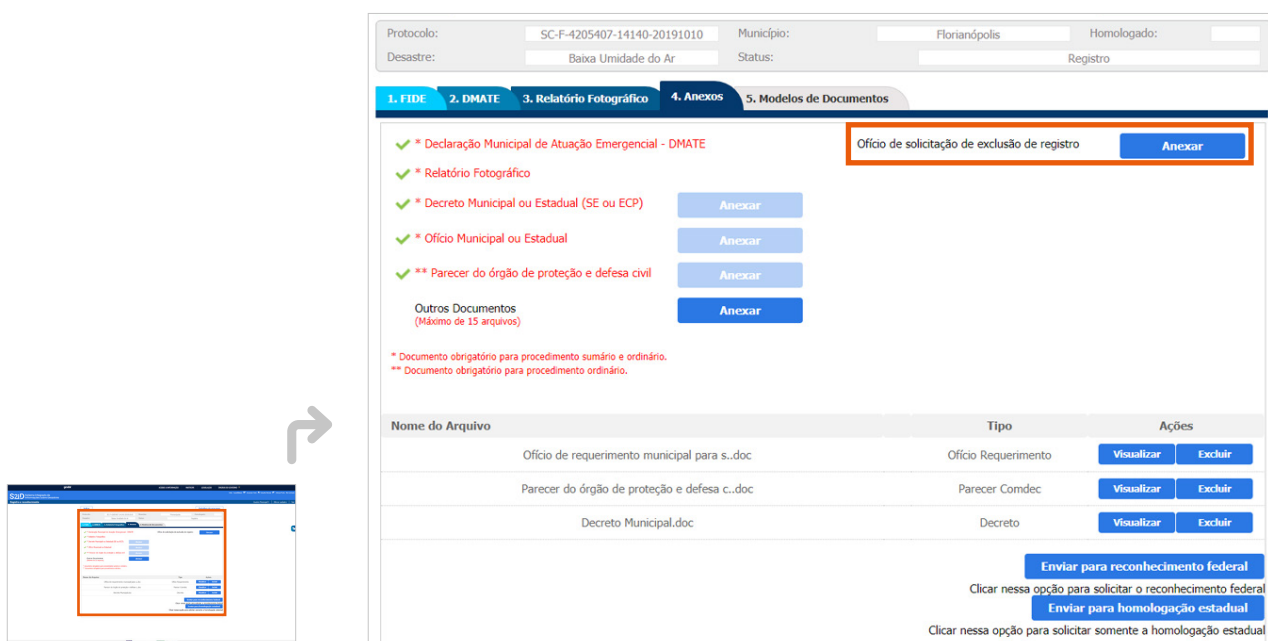 Protocolo: SC-F-4205407-14140-20191010 Município: Florianópolis Homologado:
Desastre: Baixa Umidade do Ar Status: Registro
1. FIDE 2. DMATE 3. Relatório Fotográfico 4. Anexos 5. Modelos de Documentos
* Declaração Municipal de Atuação Emergencial - DMATE
Ofício de solicitação de exclusão de registro Anexar
* Relatório Fotográfico
* Decreto Municipal ou Estadual (SE ou ECP) Anexar
* Ofício Municipal ou Estadual Anexar
** Parecer do órgão de proteção e defesa civil Anexar
Outros Documentos Anexar
(Máximo de 15 arquivos)
* Documento obrigatório para procedimento sumário e ordinário.
** Documento obrigatório para procedimento ordinário.
Nome do Arquivo Tipo Ações
Ofício de requerimento municipal para s..doc Ofício Requerimento Visualizar Excluir
Parecer do órgão de proteção e defesa c..doc Parecer Comdec Visualizar Excluir
Decreto Municipal.doc Decreto Visualizar Excluir
Enviar para reconhecimento federal
Clicar nessa opção para solicitar o reconhecimento federal
Enviar para homologação estadual
Clicar nessa opção para solicitar somente a homologação estadual
S2iD